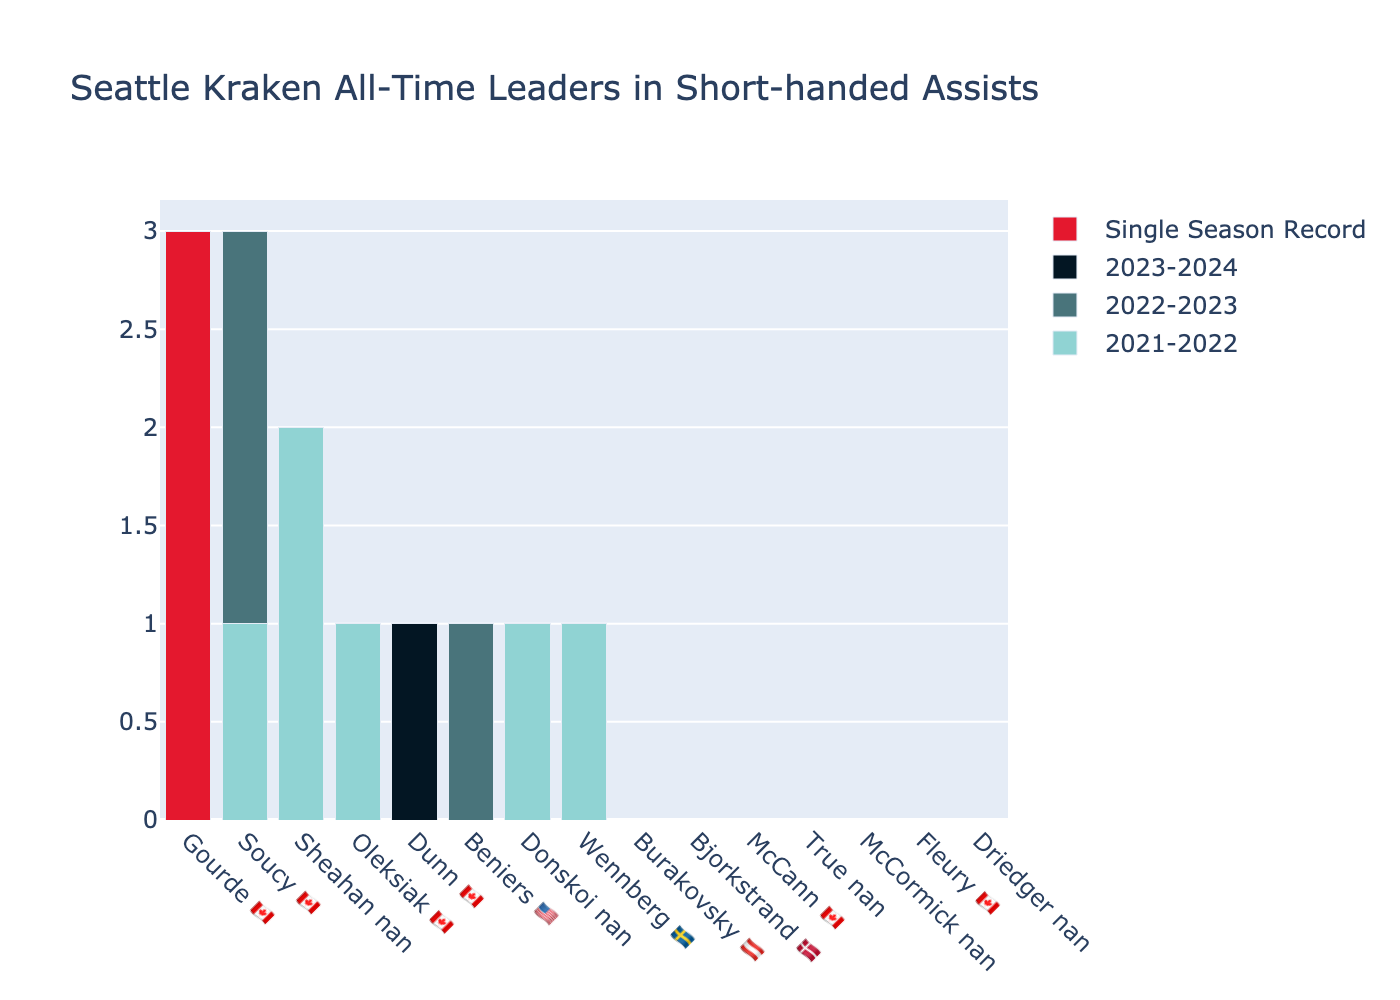 Seattle Kraken All-Time Leaders in Short-handed Assists
Single Season Record
2023-2024
2022-2023
2021-2022
3
2.5
2
1.5
1
0.5
0
Gourde 🇨🇦
Soucy 🇨🇦
Sheahan nan
Oleksiak 🇨🇦
Dunn 🇨🇦
Beniers 🇺🇸
Donskoi nan
Wennberg 🇸🇪
Burakovsky 🇦🇹
Bjorkstrand 🇩🇰
McCann 🇨🇦
True nan
McCormick nan
Fleury 🇨🇦
Driedger nan